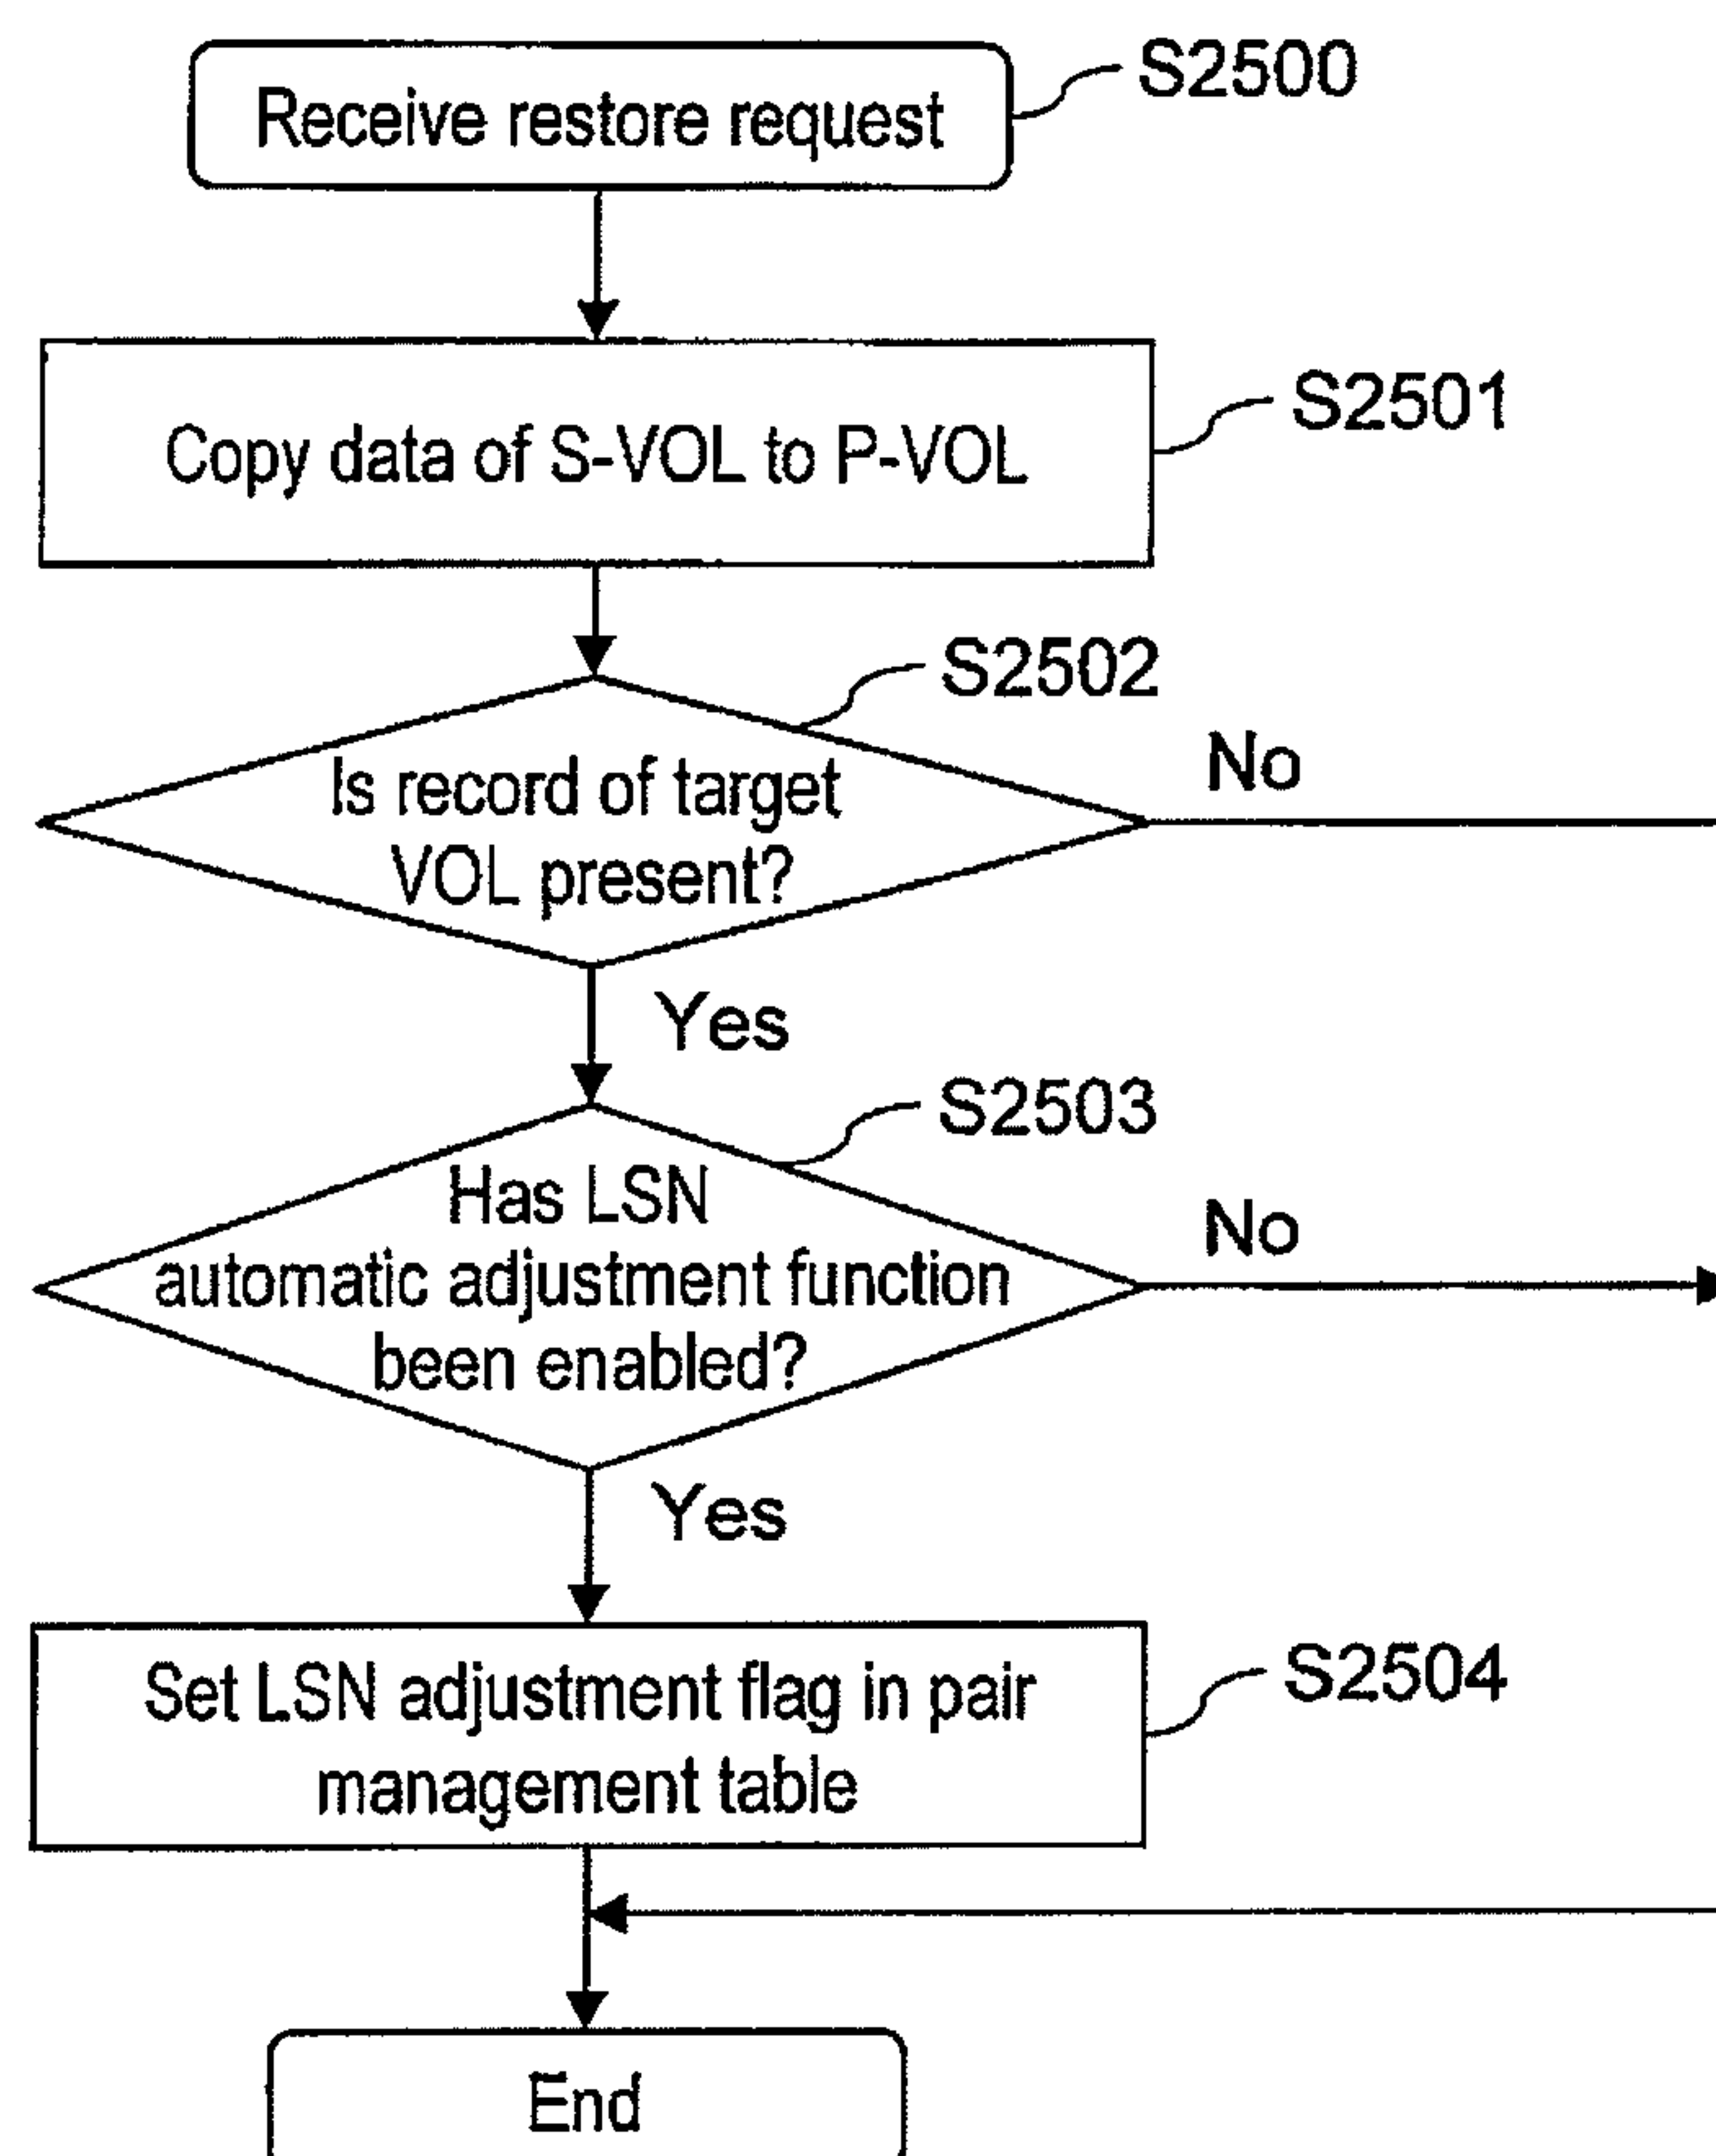 S2500
Receive restore request
S2501
Copy data of S-VOL to P-VOL
S2502
Is record of target
VOL present?
No
Yes
S2503
Has LSN
automatic adjustment function
been enabled?
No
Yes
S2504
Set LSN adjustment flag in pair
management table
End